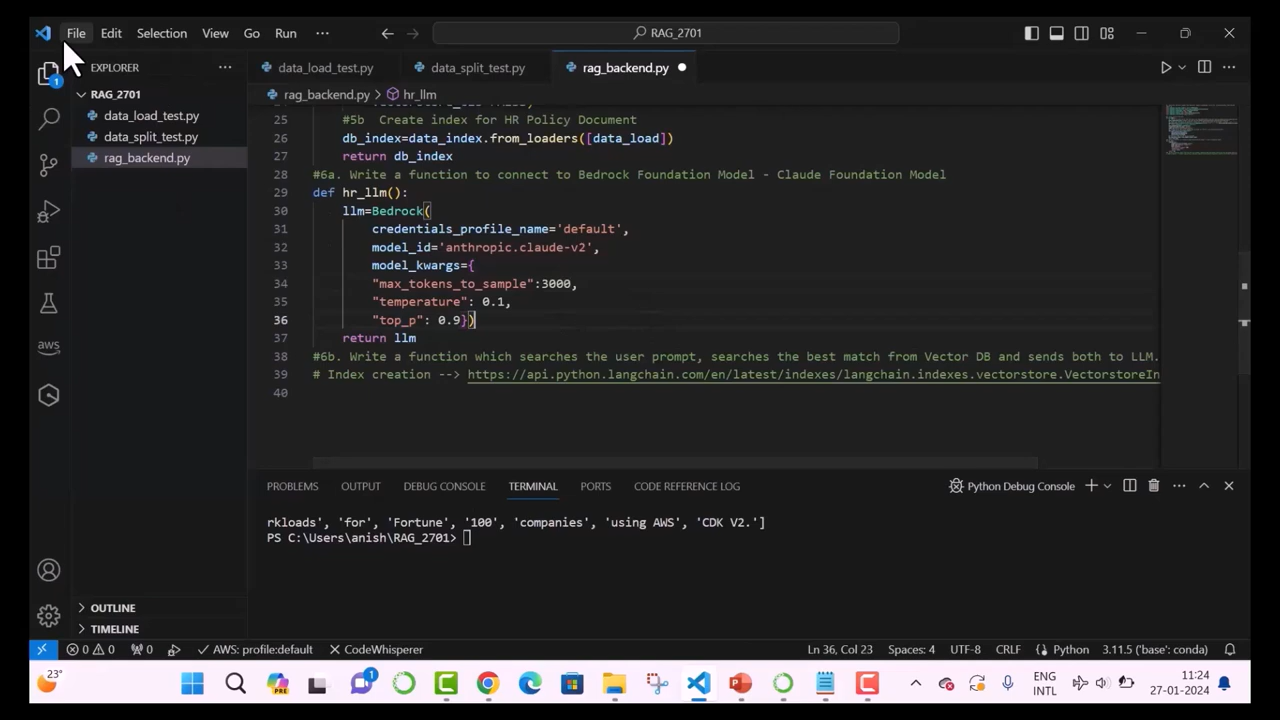 File Edit Selection View Go Run ··· RAG_2701
EXPLORER ··· data_load_test.py data_split_test.py rag_backend.py
RAG_2701
data_load_test.py
data_split_test.py
rag_backend.py
rag_backend.py > hr_llm
25 #5b  Create index for HR Policy Document
26 db_index=data_index.from_loaders([data_load])
27 return db_index
28 #6a. Write a function to connect to Bedrock Foundation Model - Claude Foundation Model
29 def hr_llm():
30 llm=Bedrock(
31 credentials_profile_name='default',
32 model_id='anthropic.claude-v2',
33 model_kwargs={
34 "max_tokens_to_sample":3000,
35 "temperature": 0.1,
36 "top_p": 0.9})
37 return llm
38 #6b. Write a function which searches the user prompt, searches the best match from Vector DB and sends both to LLM.
39 # Index creation --> https://api.python.langchain.com/en/latest/indexes/langchain.indexes.vectorstore.VectorstoreIn
40
aws
1
PROBLEMS OUTPUT DEBUG CONSOLE TERMINAL PORTS CODE REFERENCE LOG Python Debug Console
rkloads', 'for', 'Fortune', '100', 'companies', 'using AWS', 'CDK V2.']
PS C:\Users\anish\RAG_2701>
OUTLINE
TIMELINE
0 0 0 AWS: profile:default CodeWhisperer Ln 36, Col 23 Spaces: 4 UTF-8 CRLF Python 3.11.5 ('base': conda)
23° PRE 1 ENG INTL 11:24
27-01-2024